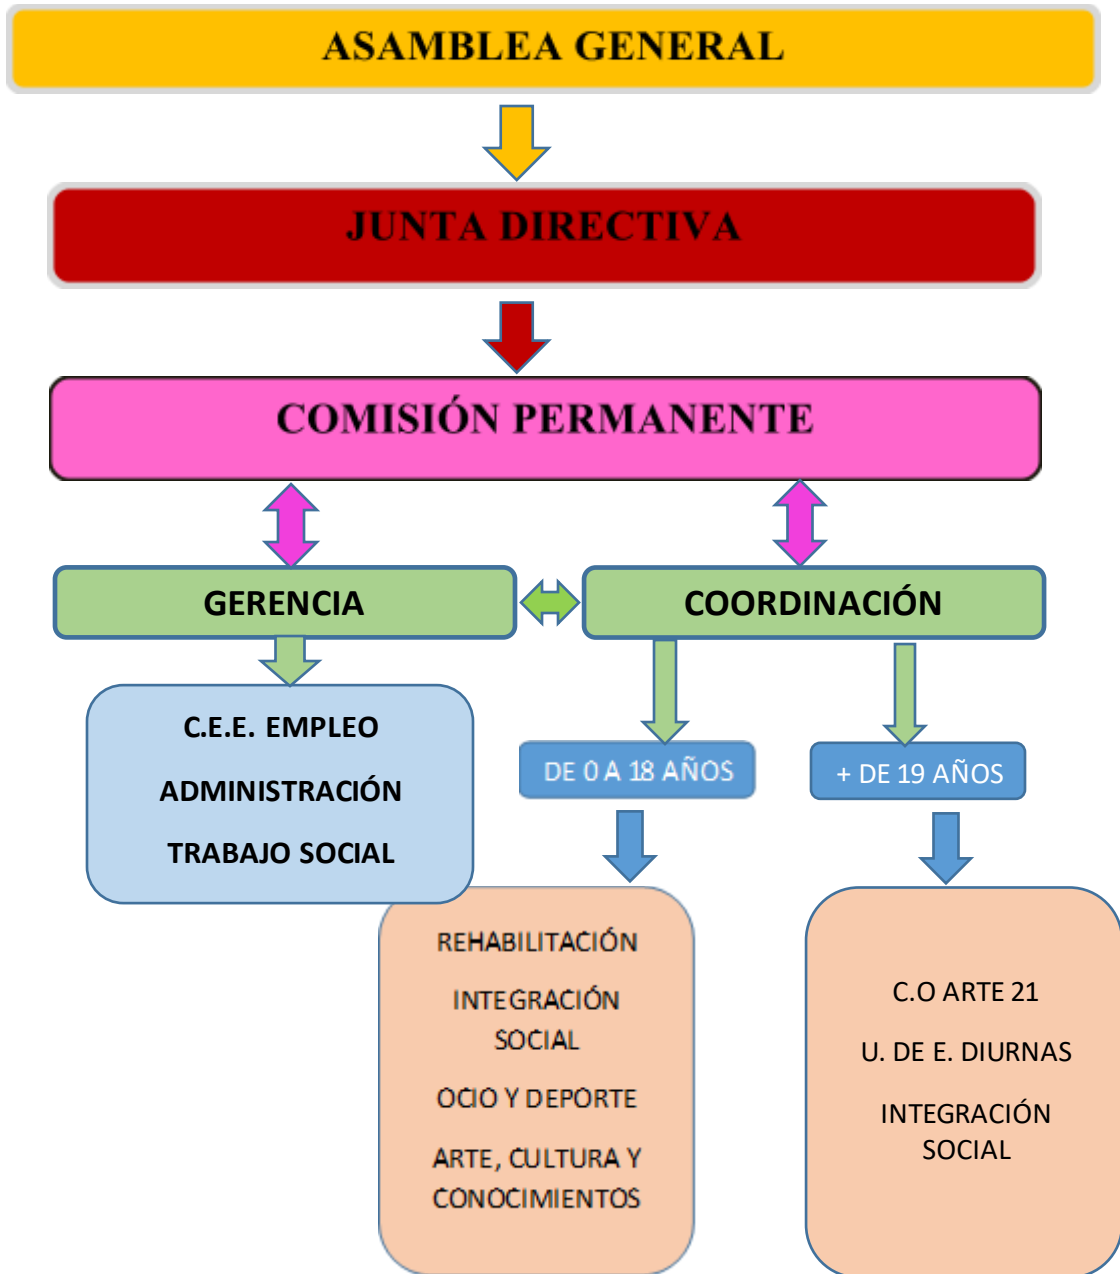 ASAMBLEA GENERAL
JUNTA DIRECTIVA
COMISIÓN PERMANENTE
GERENCIA
COORDINACIÓN
C.E.E. EMPLEO
ADMINISTRACIÓN
TRABAJO SOCIAL
DE 0 A 18 AÑOS
+ DE 19 AÑOS
REHABILITACIÓN
INTEGRACIÓN
SOCIAL
OCIO Y DEPORTE
ARTE, CULTURA Y
CONOCIMIENTOS
C.O ARTE 21
U. DE E. DIURNAS
INTEGRACIÓN
SOCIAL